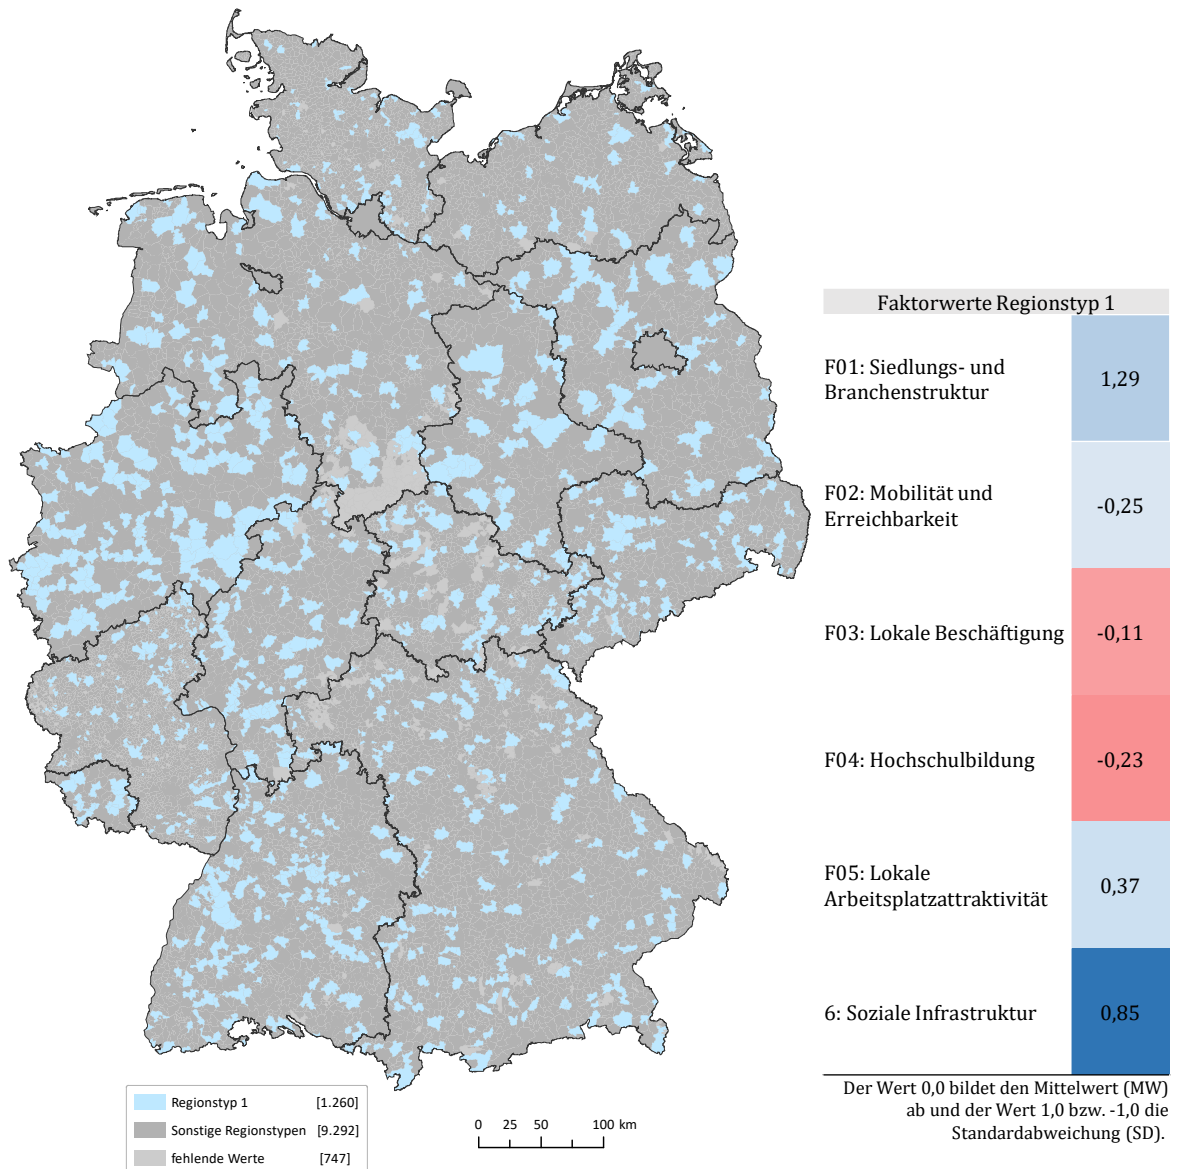 Faktorwerte Regionstyp 1
F01: Siedlungs- und
Branchenstruktur
1,29
F02: Mobilität und
Erreichbarkeit
-0,25
F03: Lokale Beschäftigung
-0,11
F04: Hochschulbildung
-0,23
F05: Lokale
Arbeitsplatzattraktivität
0,37
6: Soziale Infrastruktur
0,85
Der Wert 0,0 bildet den Mittelwert (MW)
ab und der Wert 1,0 bzw. -1,0 die
Standardabweichung (SD).
Regionstyp 1 [1.260]
Sonstige Regionstypen [9.292]
fehlende Werte [747]
0 25 50 100 km